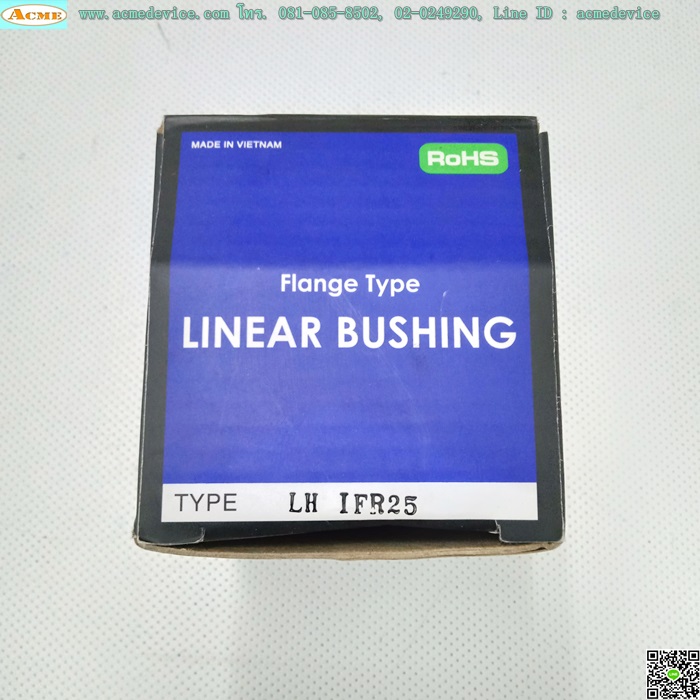 ACME
www.acmedevice.com โทร. 081-085-8502, 02-0249290, Line ID : acmedevice
MADE IN VIETNAM
RoHS
Flange Type
LINEAR BUSHING
TYPE LH IFR25